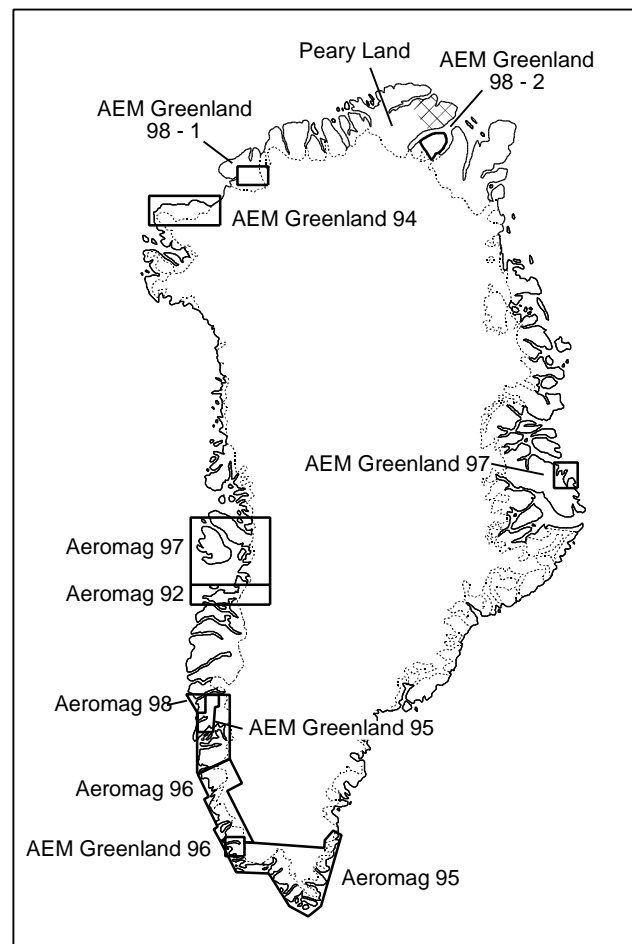 Peary Land
AEM Greenland
98 - 2
AEM Greenland
98 - 1
AEM Greenland 94
AEM Greenland 97
Aeromag 97
Aeromag 92
Aeromag 98
AEM Greenland 95
Aeromag 96
AEM Greenland 96
Aeromag 95